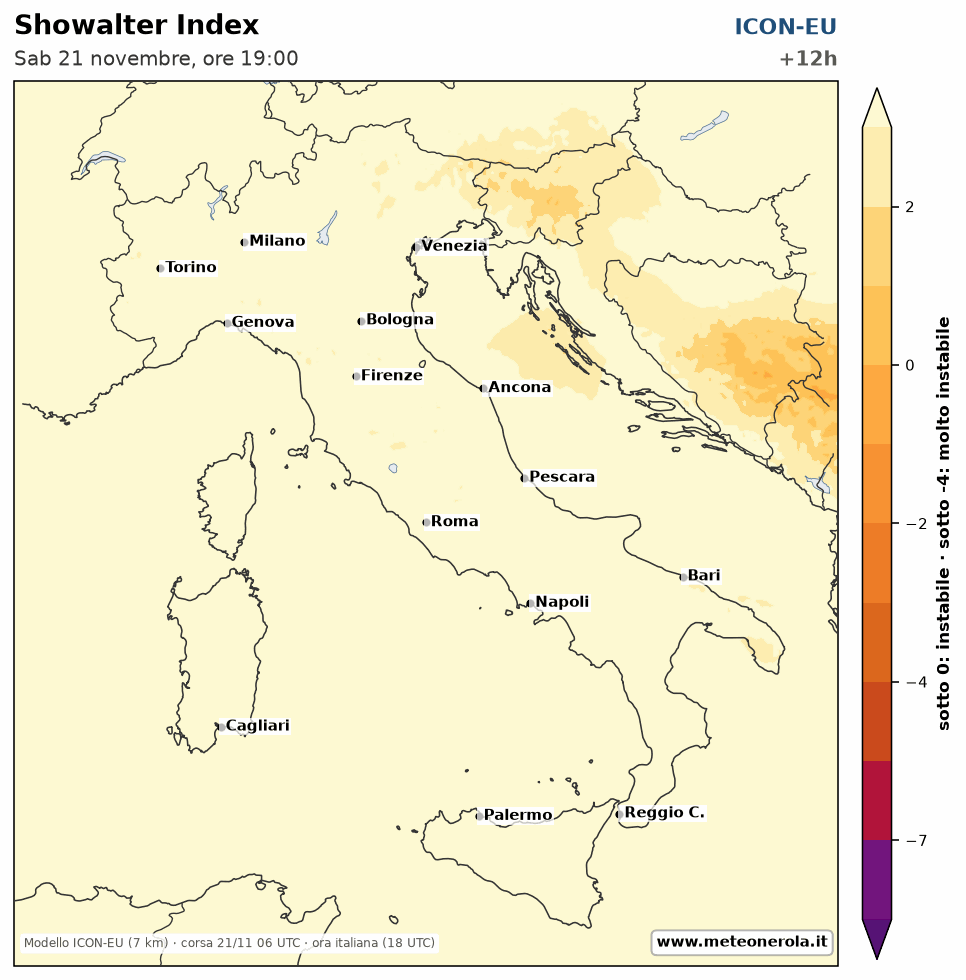 Showalter Index
ICON-EU
Sab 21 novembre, ore 19:00
+12h
Milano
Venezia
Torino
Genova
Bologna
Firenze
Ancona
Pescara
Roma
Bari
Napoli
Cagliari
Palermo
Reggio C.
2
0
−2
−4
−7
sotto 0: instabile · sotto -4: molto instabile
Modello ICON-EU (7 km) · corsa 21/11 06 UTC · ora italiana (18 UTC)
www.meteonerola.it